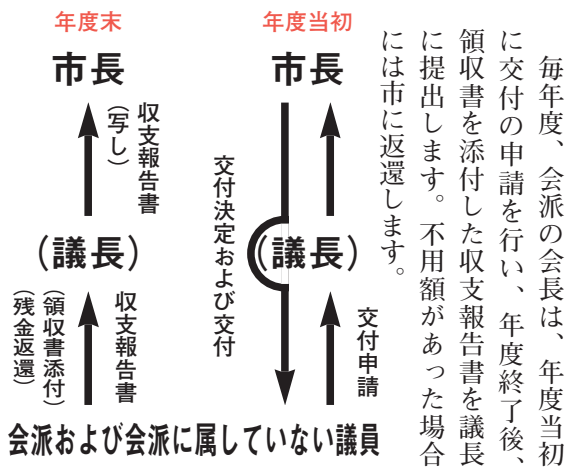 毎年度、会派の会長は、年度当初
に交付の申請を行い、年度終了後、
領収書を添付した収支報告書を議長
に提出します。不用額があった場合
には市に返還します。
年度当初
市長
交付決定および交付
(議長)
交付申請
年度末
市長
収支報告書
(写し)
(議長)
収支報告書
(領収書添付)
(残金返還)
会派および会派に属していない議員